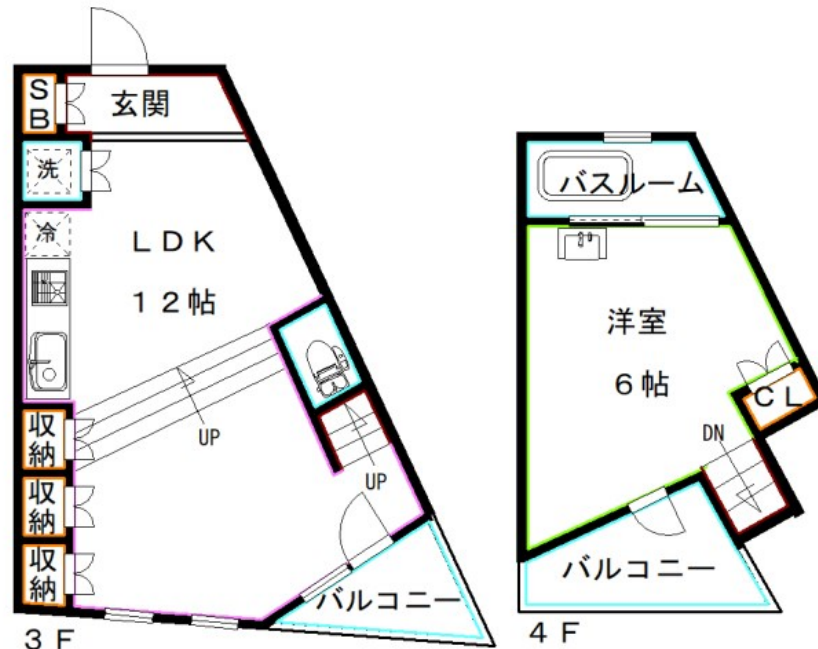 SB
玄関
洗
冷
LDK
12帖
UP
収納
収納
収納
UP
バルコニー
3F
バスルーム
洋室
6帖
CL
DN
バルコニー
4F